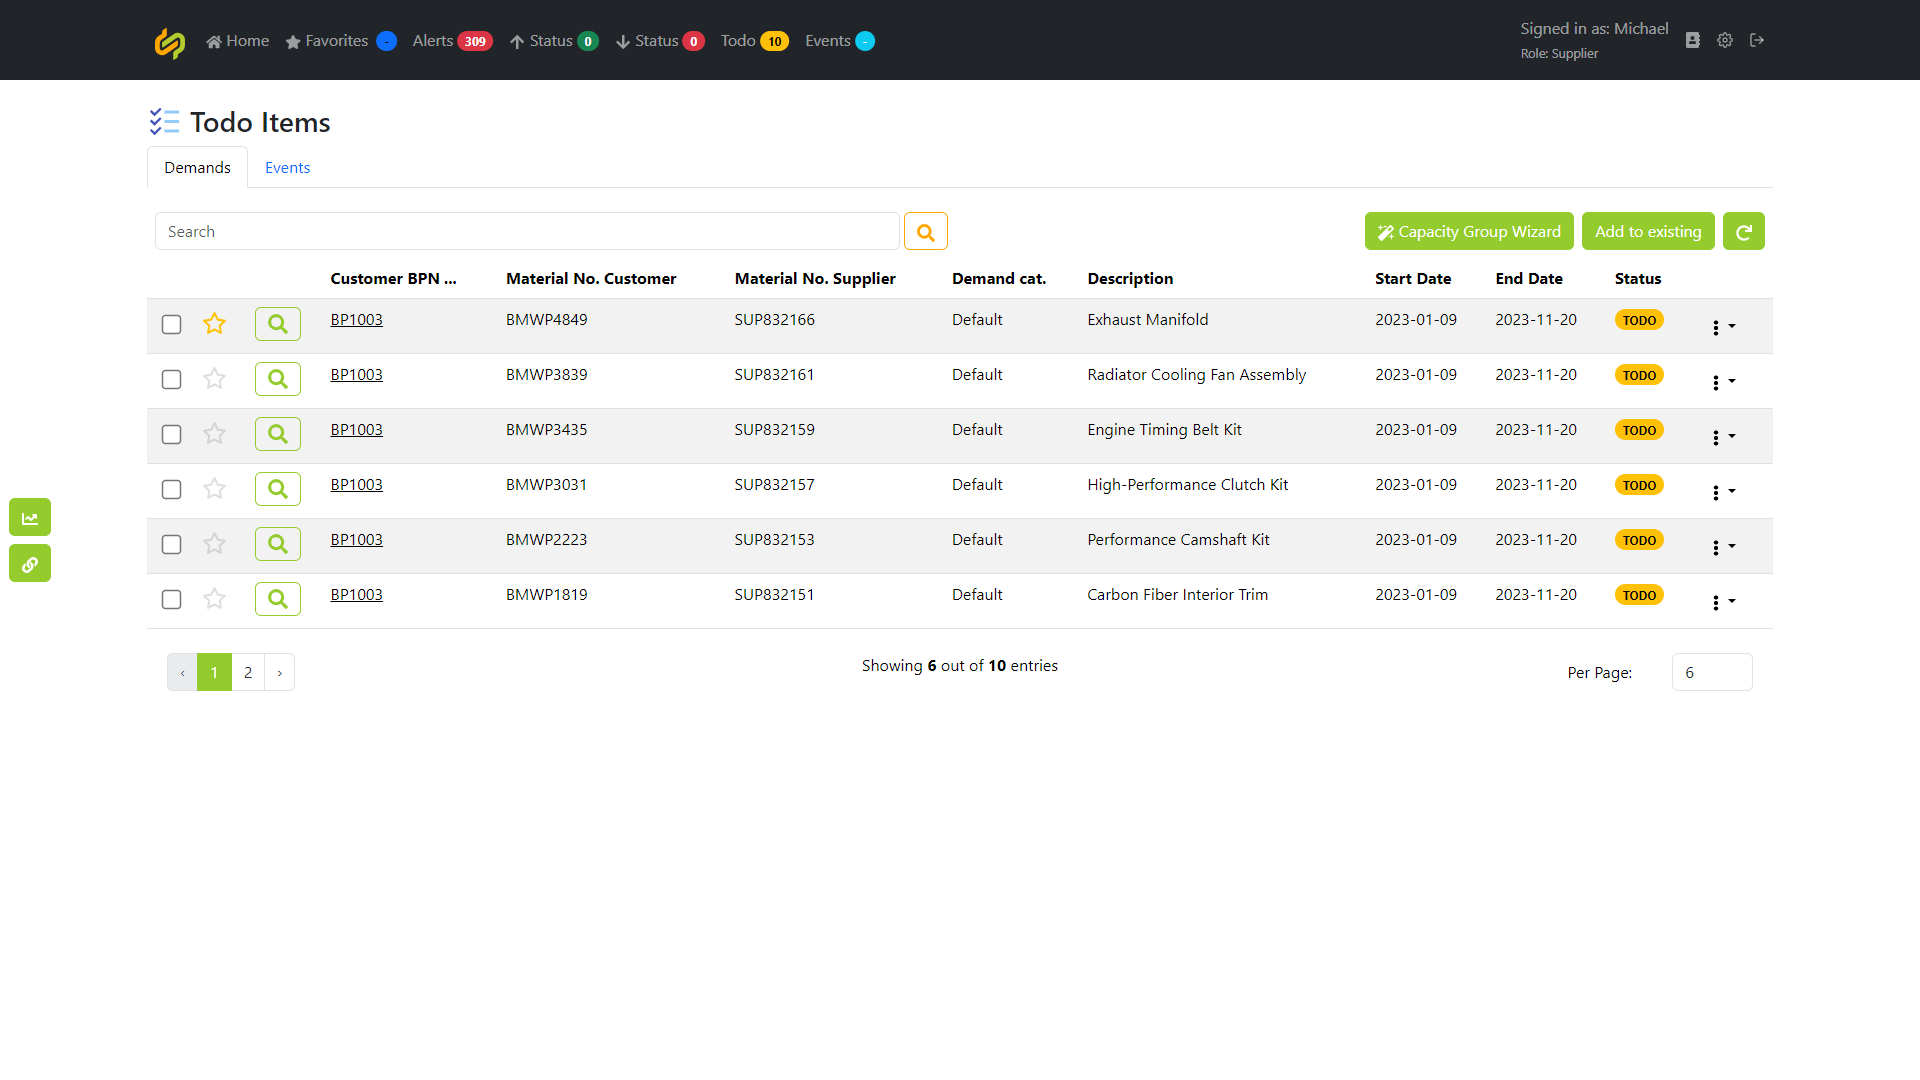 Home Favorites - Alerts 309 Status 0 Status 0 Todo 10 Events -
Signed in as: Michael
Role: Supplier
Todo Items
Demands Events
Search
Capacity Group Wizard Add to existing
Customer BPN ... Material No. Customer Material No. Supplier Demand cat. Description Start Date End Date Status
BP1003 BMWP4849 SUP832166 Default Exhaust Manifold 2023-01-09 2023-11-20 TODO
BP1003 BMWP3839 SUP832161 Default Radiator Cooling Fan Assembly 2023-01-09 2023-11-20 TODO
BP1003 BMWP3435 SUP832159 Default Engine Timing Belt Kit 2023-01-09 2023-11-20 TODO
BP1003 BMWP3031 SUP832157 Default High-Performance Clutch Kit 2023-01-09 2023-11-20 TODO
BP1003 BMWP2223 SUP832153 Default Performance Camshaft Kit 2023-01-09 2023-11-20 TODO
BP1003 BMWP1819 SUP832151 Default Carbon Fiber Interior Trim 2023-01-09 2023-11-20 TODO
‹ 1 2 › Showing 6 out of 10 entries Per Page: 6